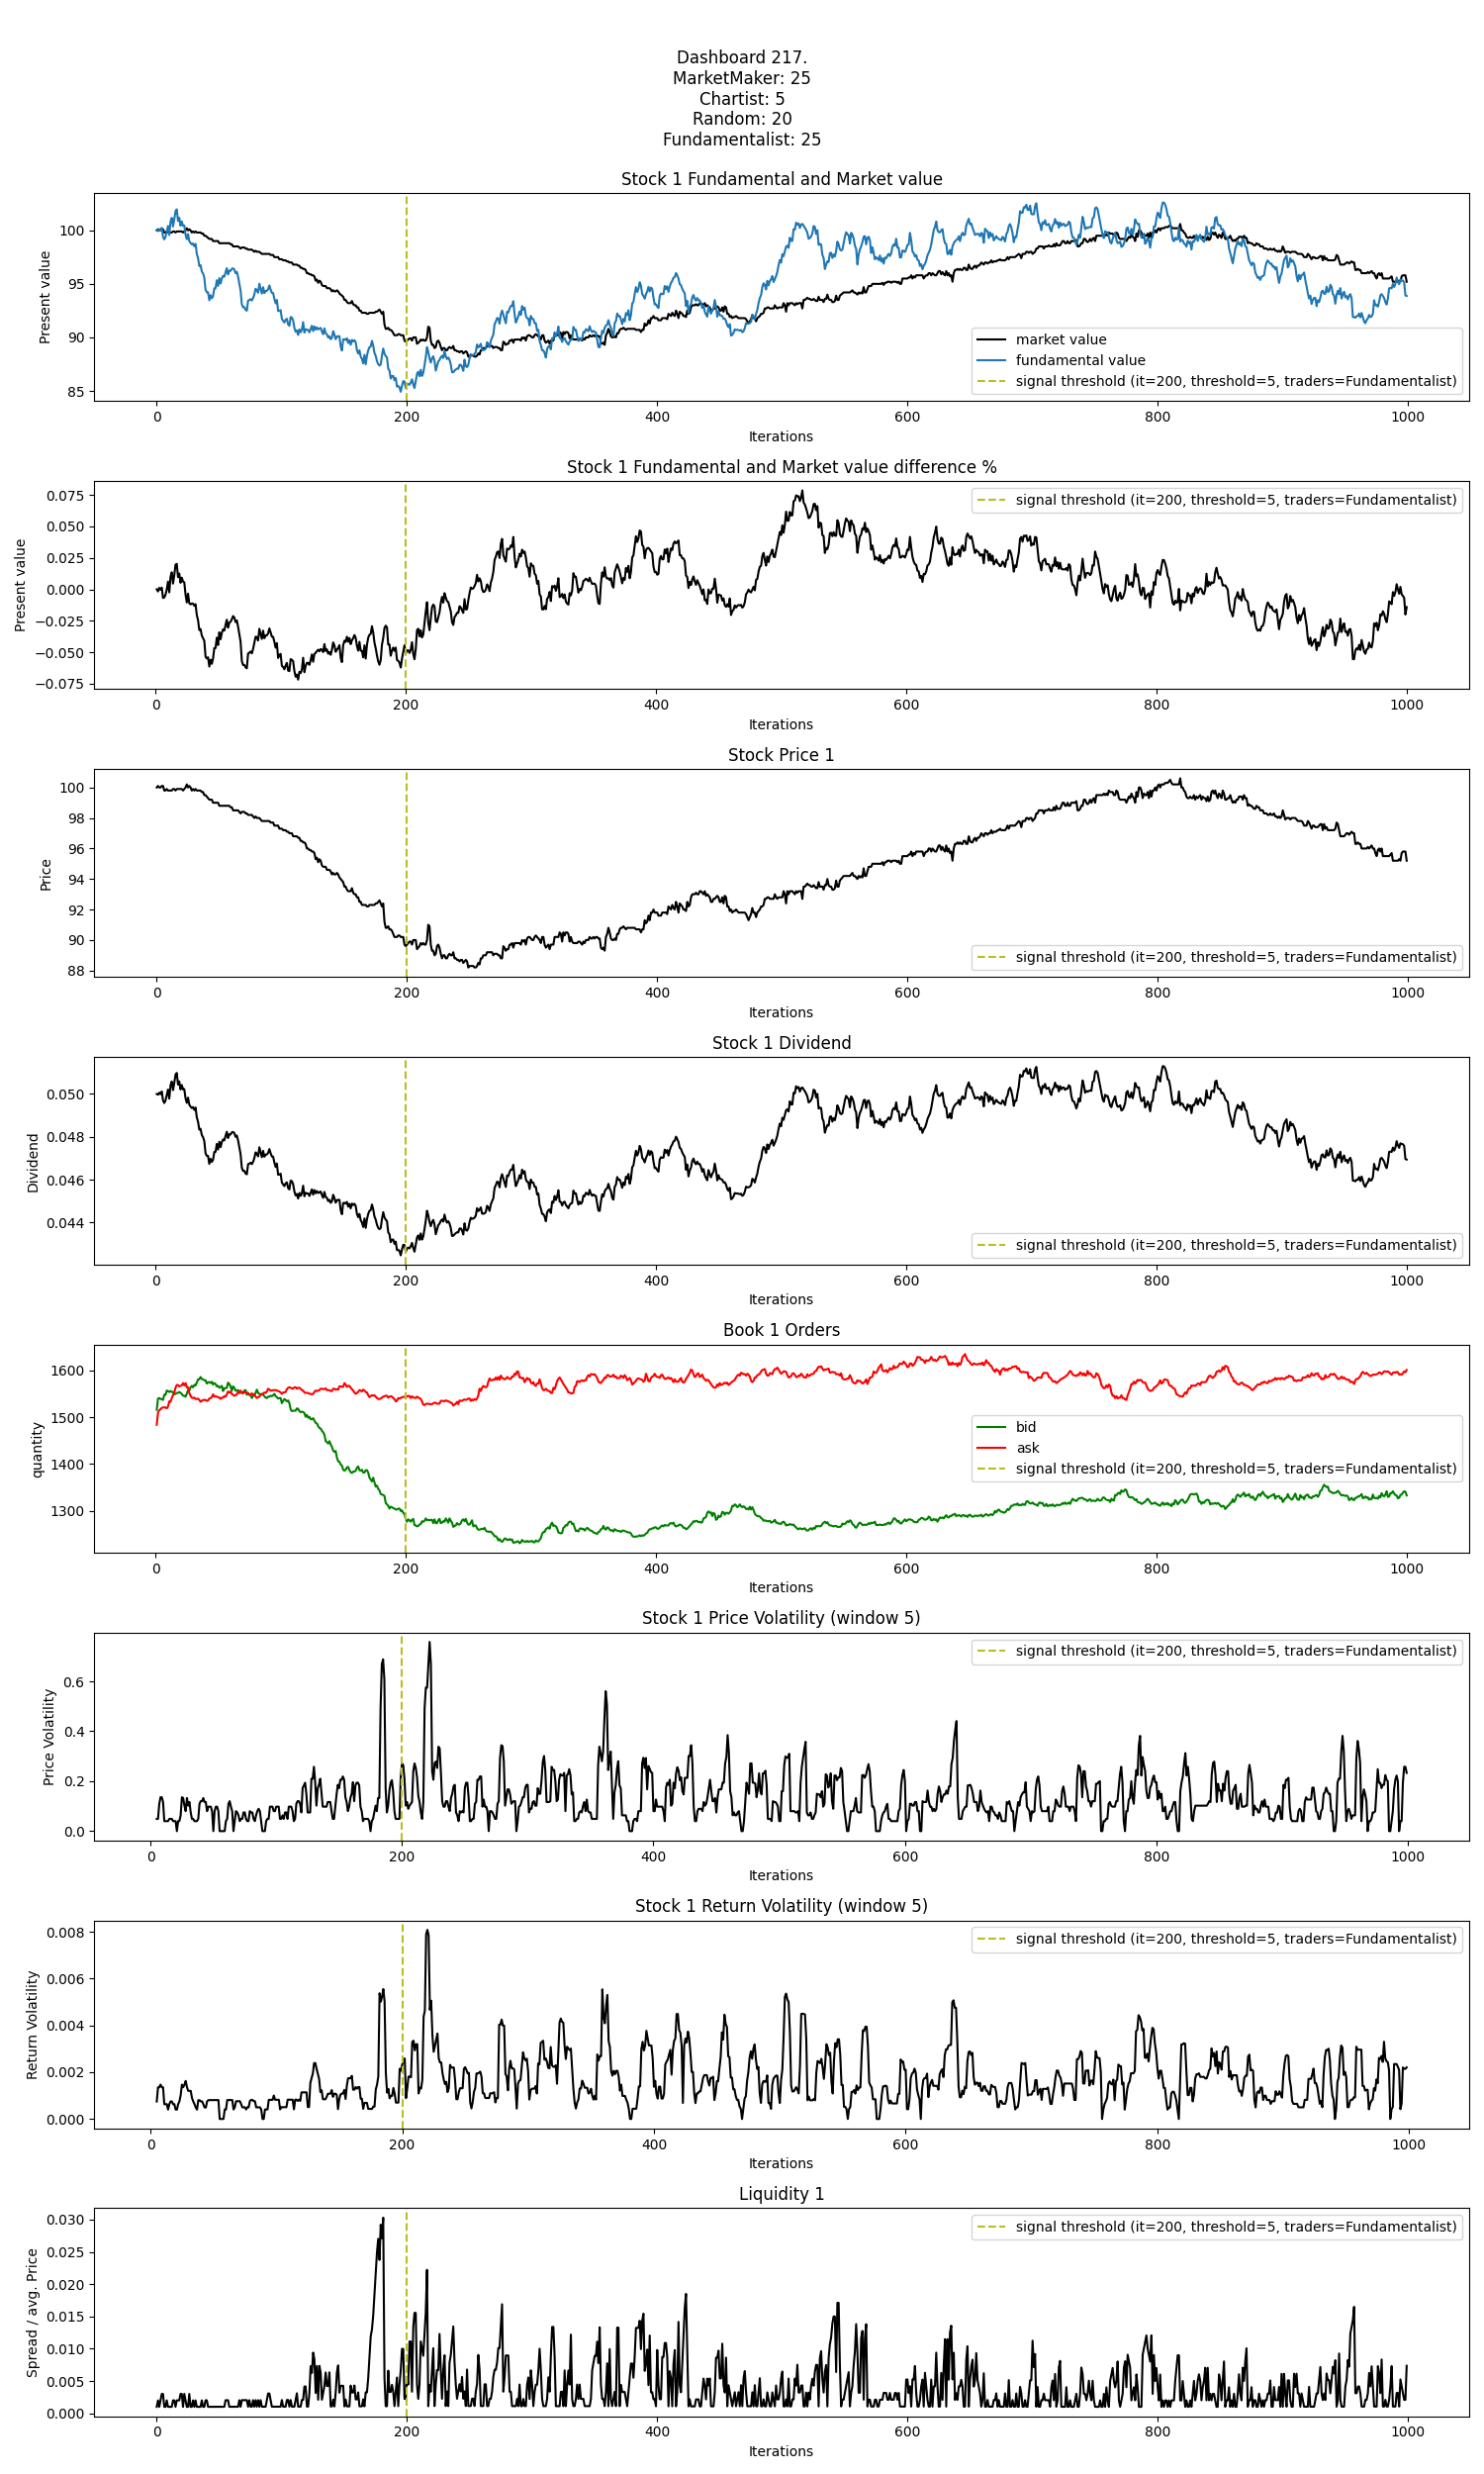 Dashboard 217.
MarketMaker: 25
Chartist: 5
Random: 20
Fundamentalist: 25
Stock 1 Fundamental and Market value
Present value
100
95
90
85
market value
fundamental value
signal threshold (it=200, threshold=5, traders=Fundamentalist)
0 200 400 600 800 1000
Iterations
Stock 1 Fundamental and Market value difference %
Present value
0.075
0.050
0.025
0.000
−0.025
−0.050
−0.075
signal threshold (it=200, threshold=5, traders=Fundamentalist)
0 200 400 600 800 1000
Iterations
Stock Price 1
Price
100
98
96
94
92
90
88
signal threshold (it=200, threshold=5, traders=Fundamentalist)
0 200 400 600 800 1000
Iterations
Stock 1 Dividend
Dividend
0.050
0.048
0.046
0.044
signal threshold (it=200, threshold=5, traders=Fundamentalist)
0 200 400 600 800 1000
Iterations
Book 1 Orders
quantity
1600
1500
1400
1300
bid
ask
signal threshold (it=200, threshold=5, traders=Fundamentalist)
0 200 400 600 800 1000
Iterations
Stock 1 Price Volatility (window 5)
Price Volatility
0.6
0.4
0.2
0.0
signal threshold (it=200, threshold=5, traders=Fundamentalist)
0 200 400 600 800 1000
Iterations
Stock 1 Return Volatility (window 5)
Return Volatility
0.008
0.006
0.004
0.002
0.000
signal threshold (it=200, threshold=5, traders=Fundamentalist)
0 200 400 600 800 1000
Iterations
Liquidity 1
Spread / avg. Price
0.030
0.025
0.020
0.015
0.010
0.005
0.000
signal threshold (it=200, threshold=5, traders=Fundamentalist)
0 200 400 600 800 1000
Iterations